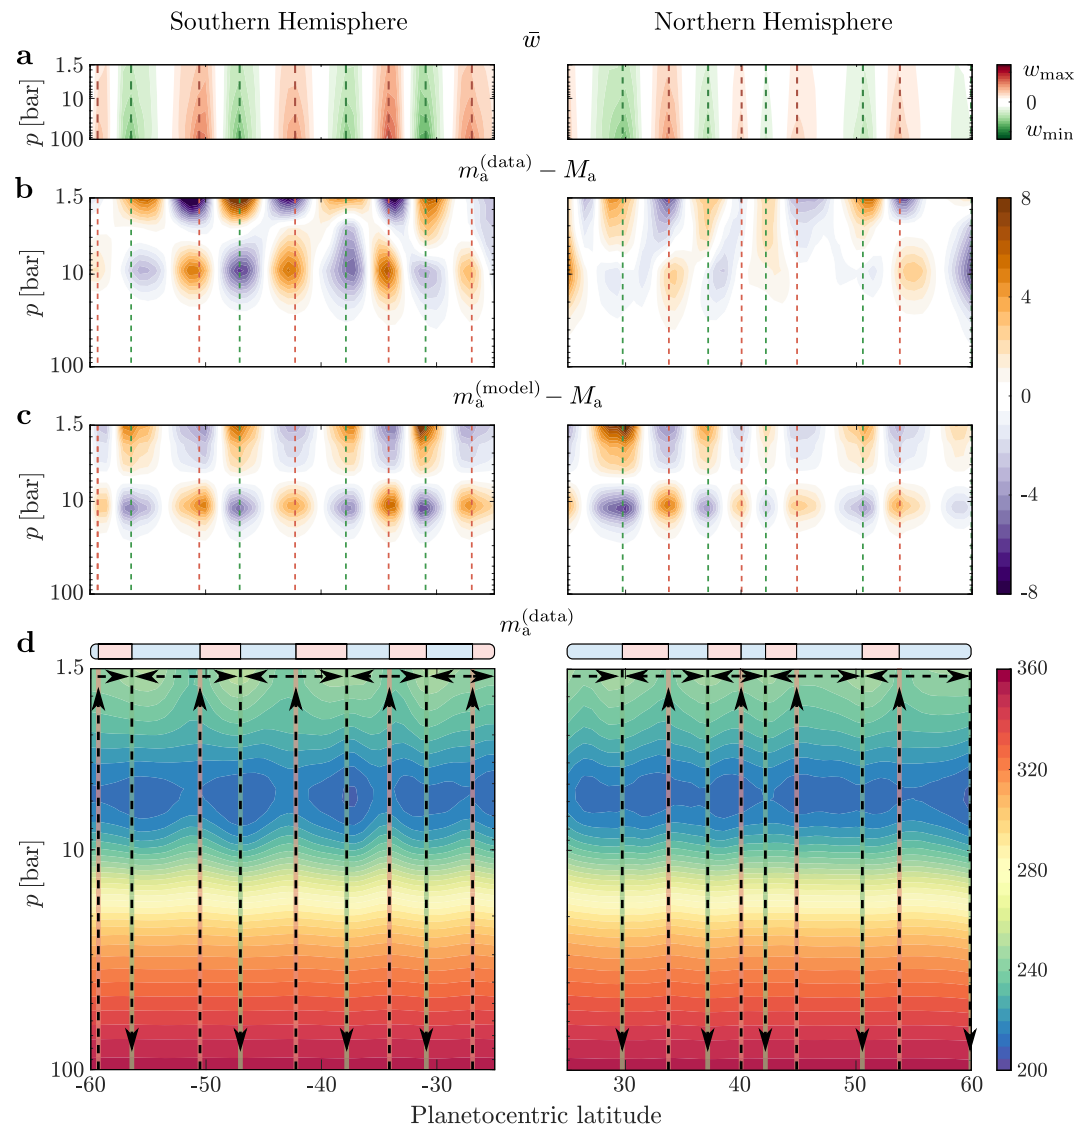 Southern Hemisphere Northern Hemisphere
a w̄
1.5 10 100 p [bar]
w_max 0 w_min
b m_a^(data) − M_a
1.5 10 100 p [bar]
8 4 0 -4 -8
c m_a^(model) − M_a
1.5 10 100 p [bar]
d m_a^(data)
1.5 10 100 p [bar]
360 320 280 240 200
-60 -50 -40 -30 30 40 50 60
Planetocentric latitude